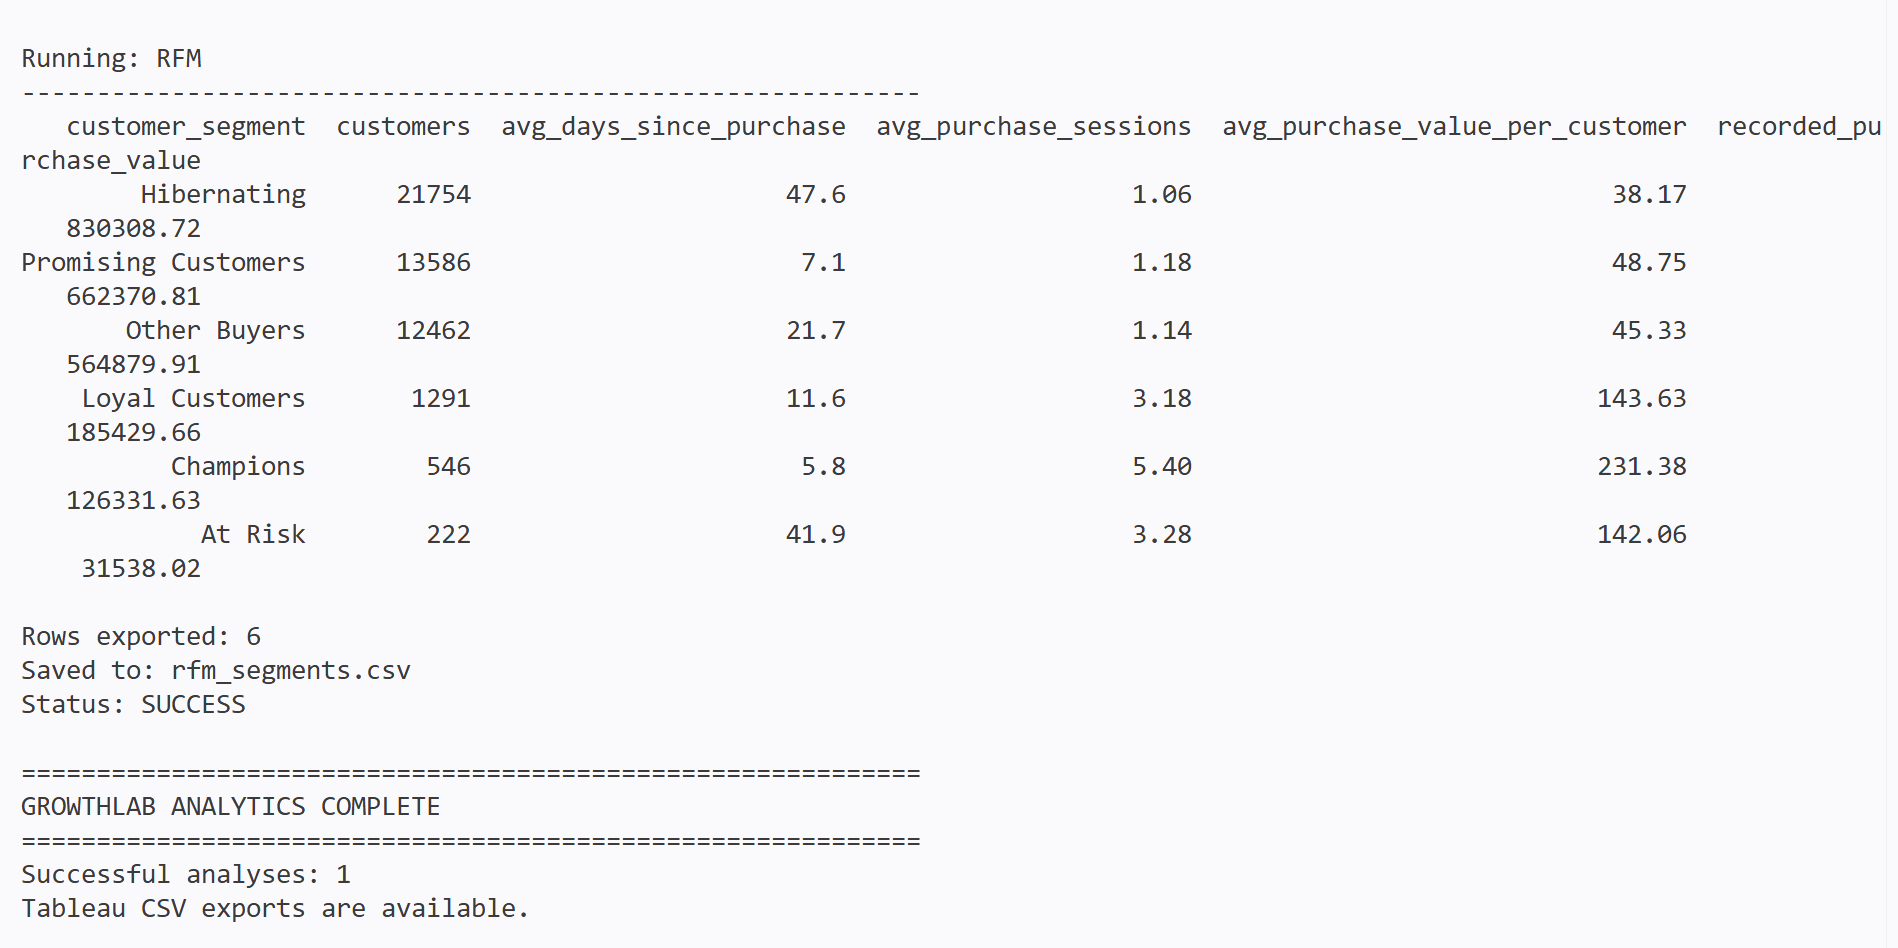 Running: RFM
------------------------------------------------------------
   customer_segment  customers  avg_days_since_purchase  avg_purchase_sessions  avg_purchase_value_per_customer  recorded_pu
rchase_value
        Hibernating      21754                     47.6                   1.06                            38.17
   830308.72
Promising Customers      13586                      7.1                   1.18                            48.75
   662370.81
       Other Buyers      12462                     21.7                   1.14                            45.33
   564879.91
    Loyal Customers       1291                     11.6                   3.18                           143.63
   185429.66
          Champions        546                      5.8                   5.40                           231.38
   126331.63
            At Risk        222                     41.9                   3.28                           142.06
    31538.02
Rows exported: 6
Saved to: rfm_segments.csv
Status: SUCCESS
============================================================
GROWTHLAB ANALYTICS COMPLETE
============================================================
Successful analyses: 1
Tableau CSV exports are available.